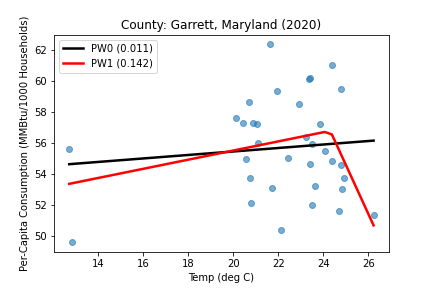 County: Garrett, Maryland (2020)
Per-Capita Consumption (MMBtu/1000 Households)
62
60
58
56
54
52
50
PW0 (0.011)
PW1 (0.142)
14 16 18 20 22 24 26
Temp (deg C)